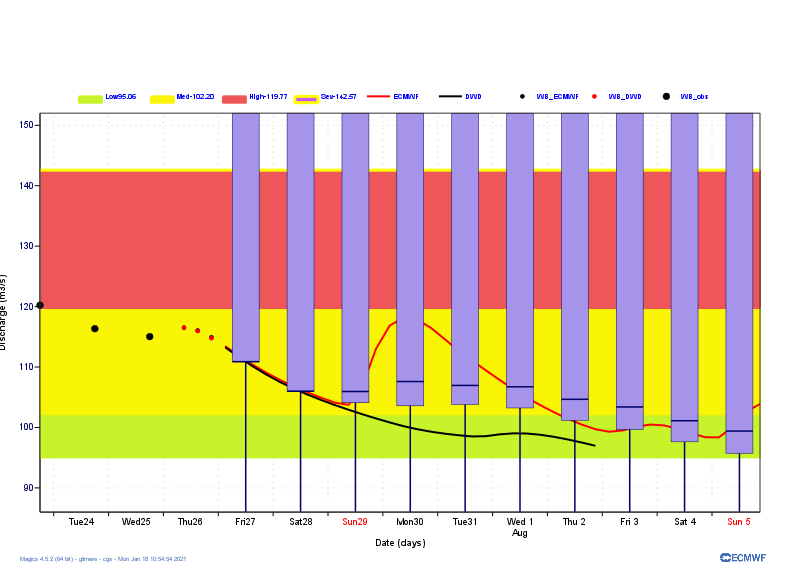 Low95.06 Med-102.20 High-119.77 Sev-142.57 ECMWF DWD WB_ECMWF WB_DWD WB_obs
150
140
130
120
110
100
90
Discharge (m3/s)
Tue24 Wed25 Thu26 Fri27 Sat28 Sun29 Mon30 Tue31 Wed 1 Thu 2 Fri 3 Sat 4 Sun 5
Aug
Date (days)
Magics 4.5.2 (64 bit) - gilmere - cgs - Mon Jan 18 10:54:54 2021
ECMWF